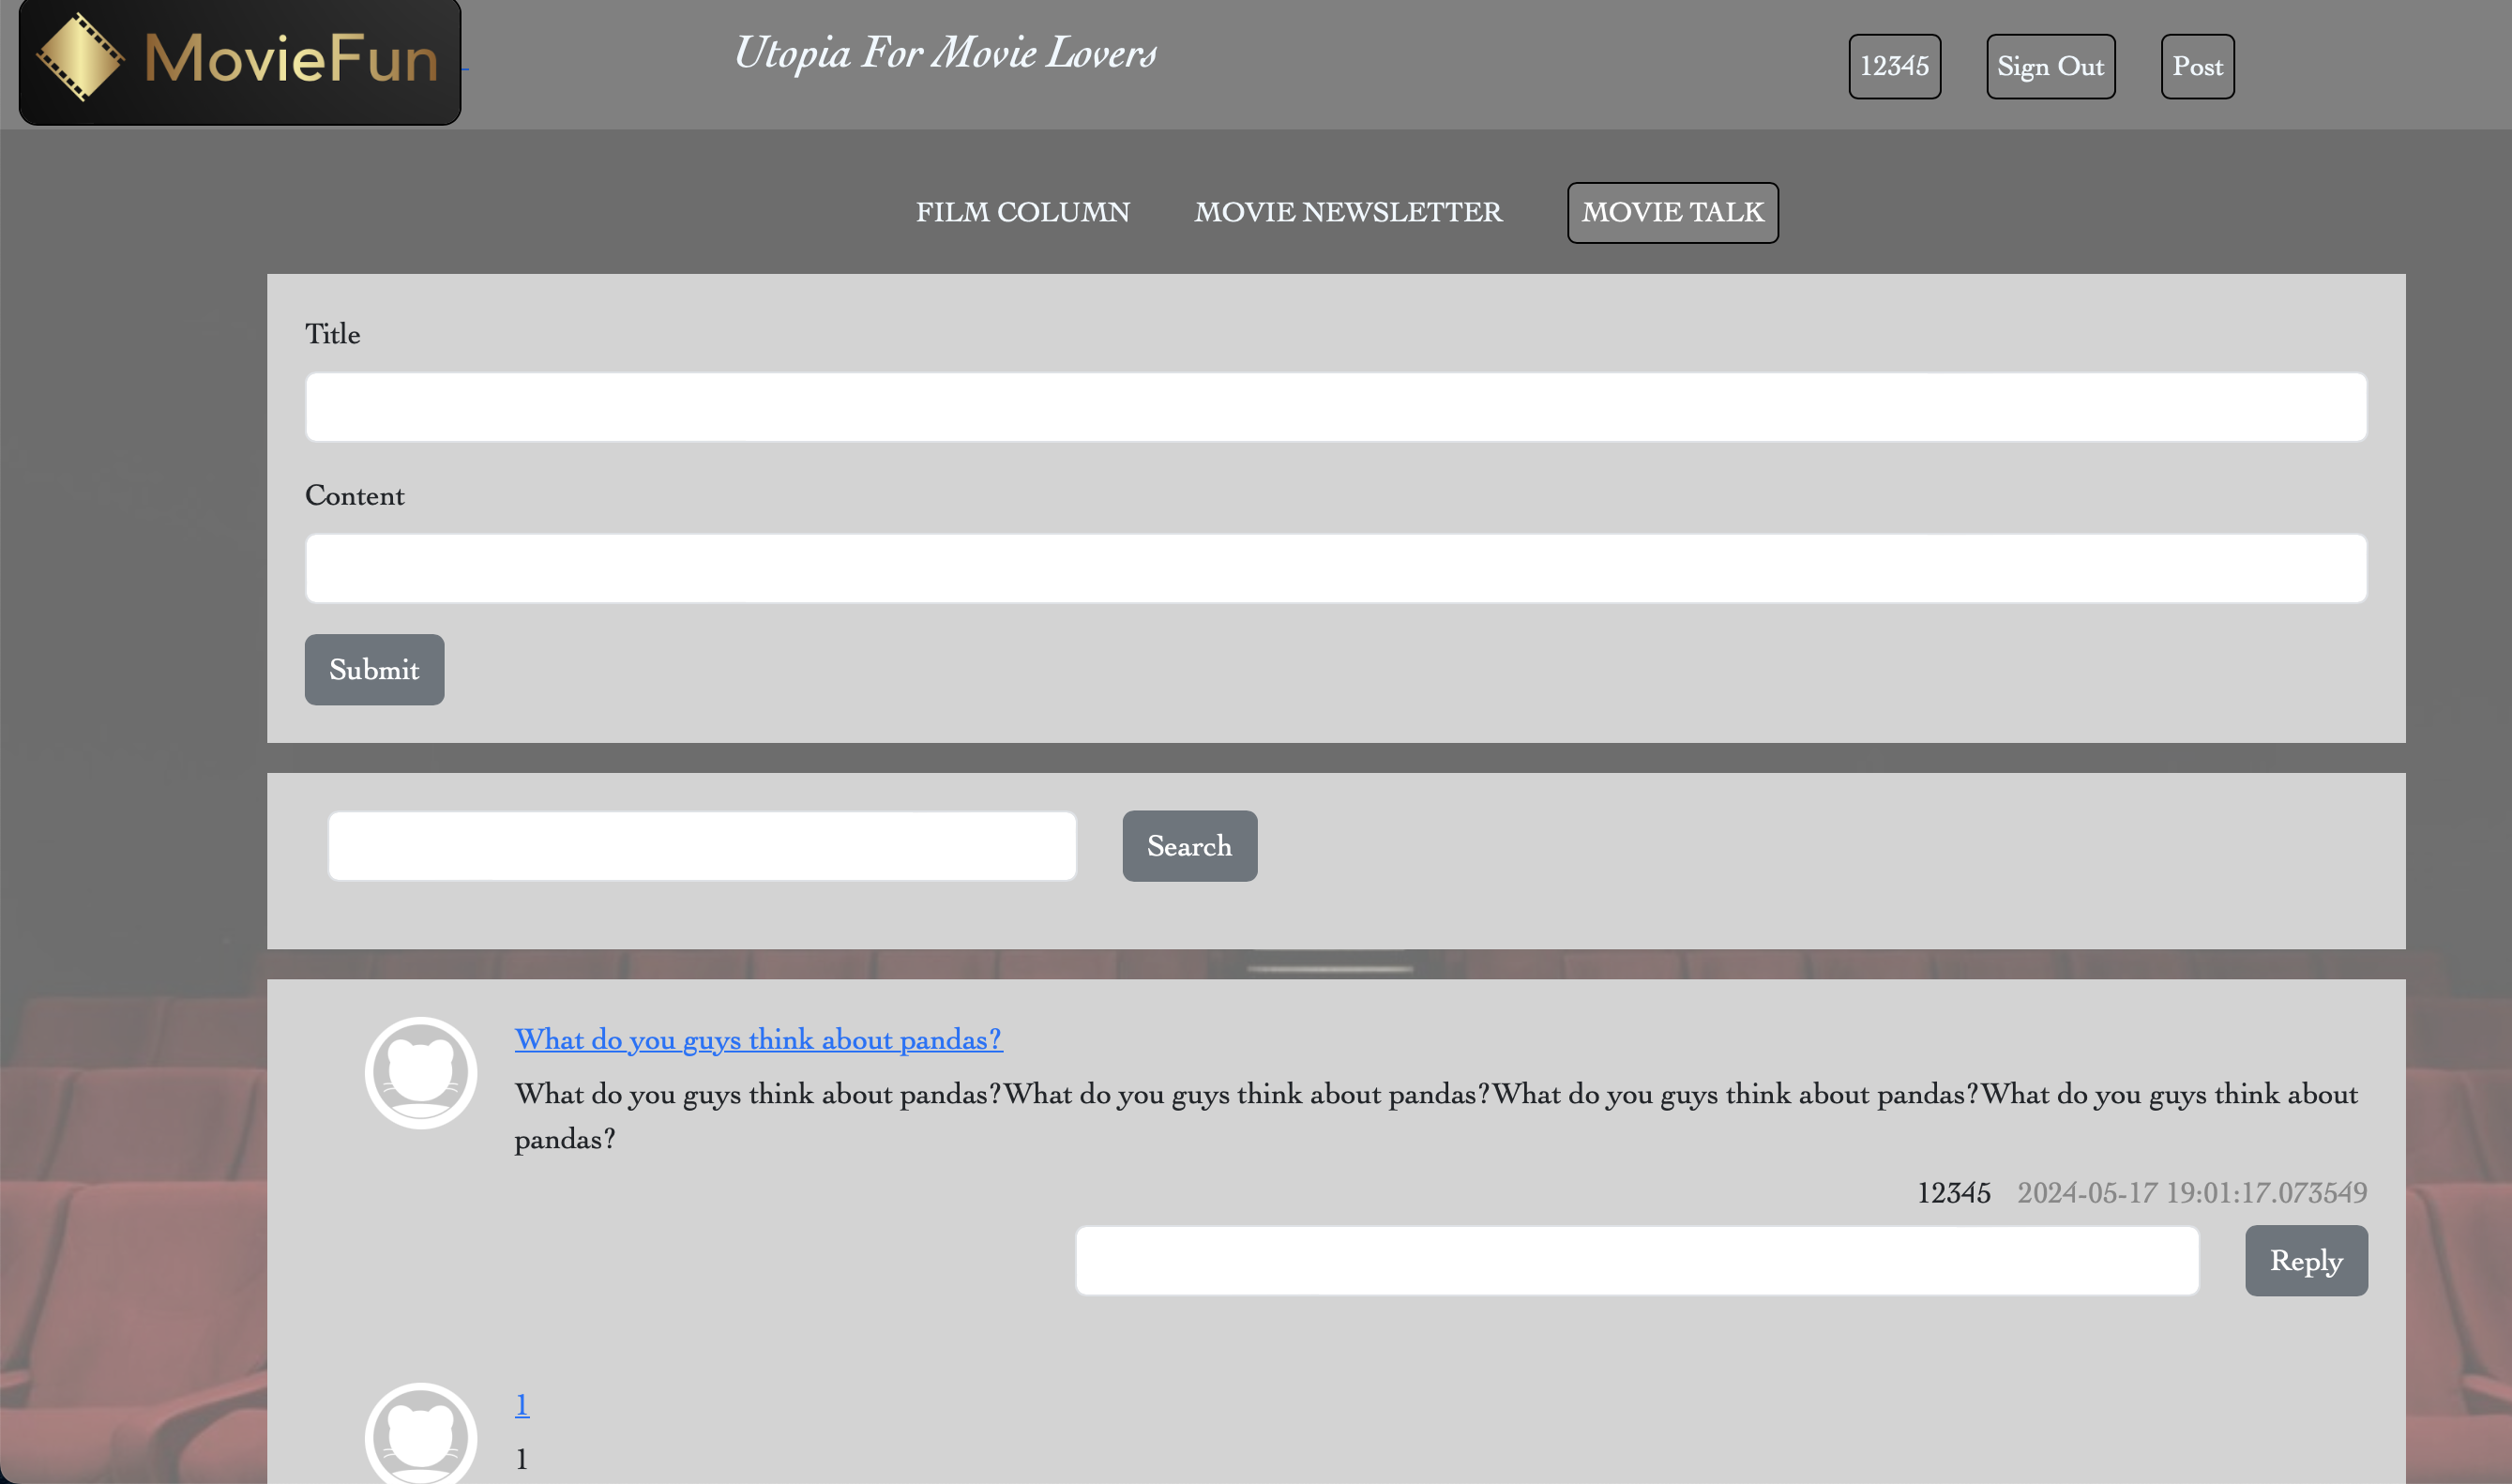 MovieFun
Utopia For Movie Lovers
12345
Sign Out
Post
FILM COLUMN
MOVIE NEWSLETTER
MOVIE TALK
Title
Content
Submit
Search
What do you guys think about pandas?
What do you guys think about pandas?What do you guys think about pandas?What do you guys think about pandas?What do you guys think about
pandas?
12345 2024-05-17 19:01:17.073549
Reply
1
1